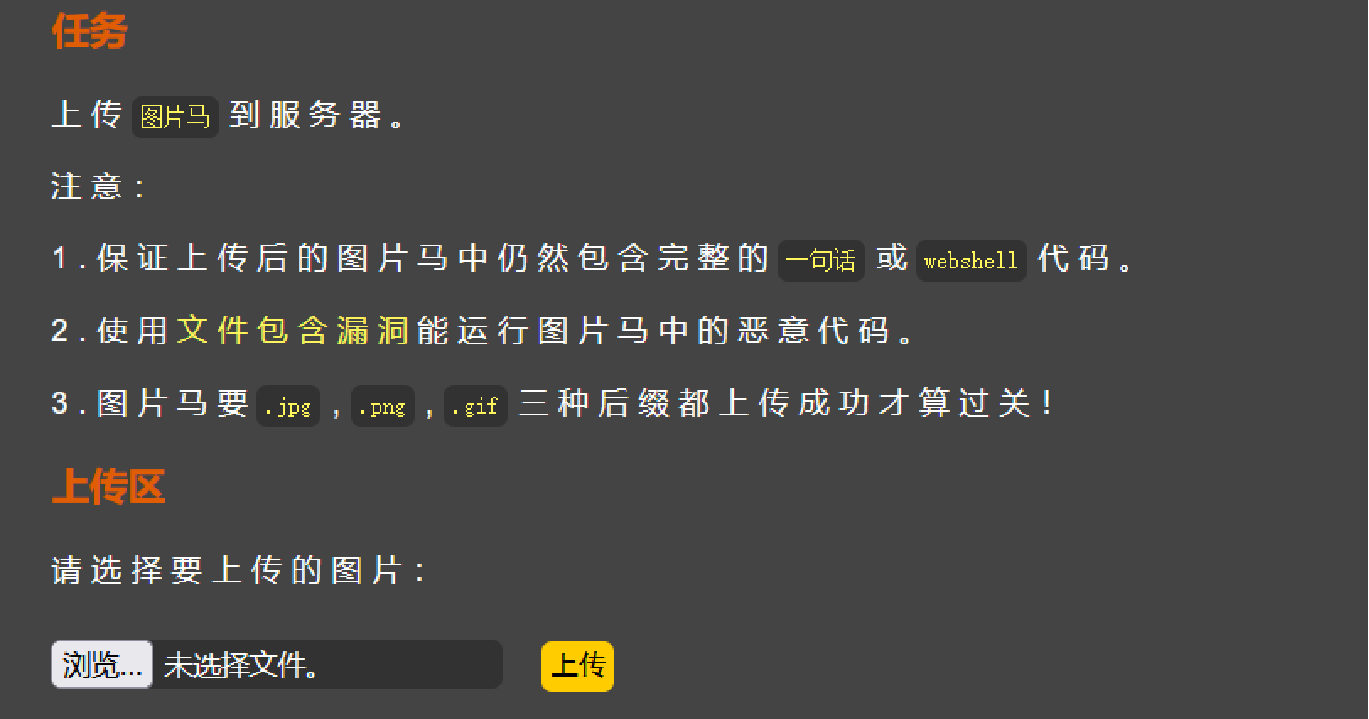 任务
上传 图片马 到服务器。
注意：
1.保证上传后的图片马中仍然包含完整的 一句话 或 webshell 代码。
2.使用文件包含漏洞能运行图片马中的恶意代码。
3.图片马要 .jpg , .png , .gif 三种后缀都上传成功才算过关！
上传区
请选择要上传的图片：
浏览... 未选择文件。 上传